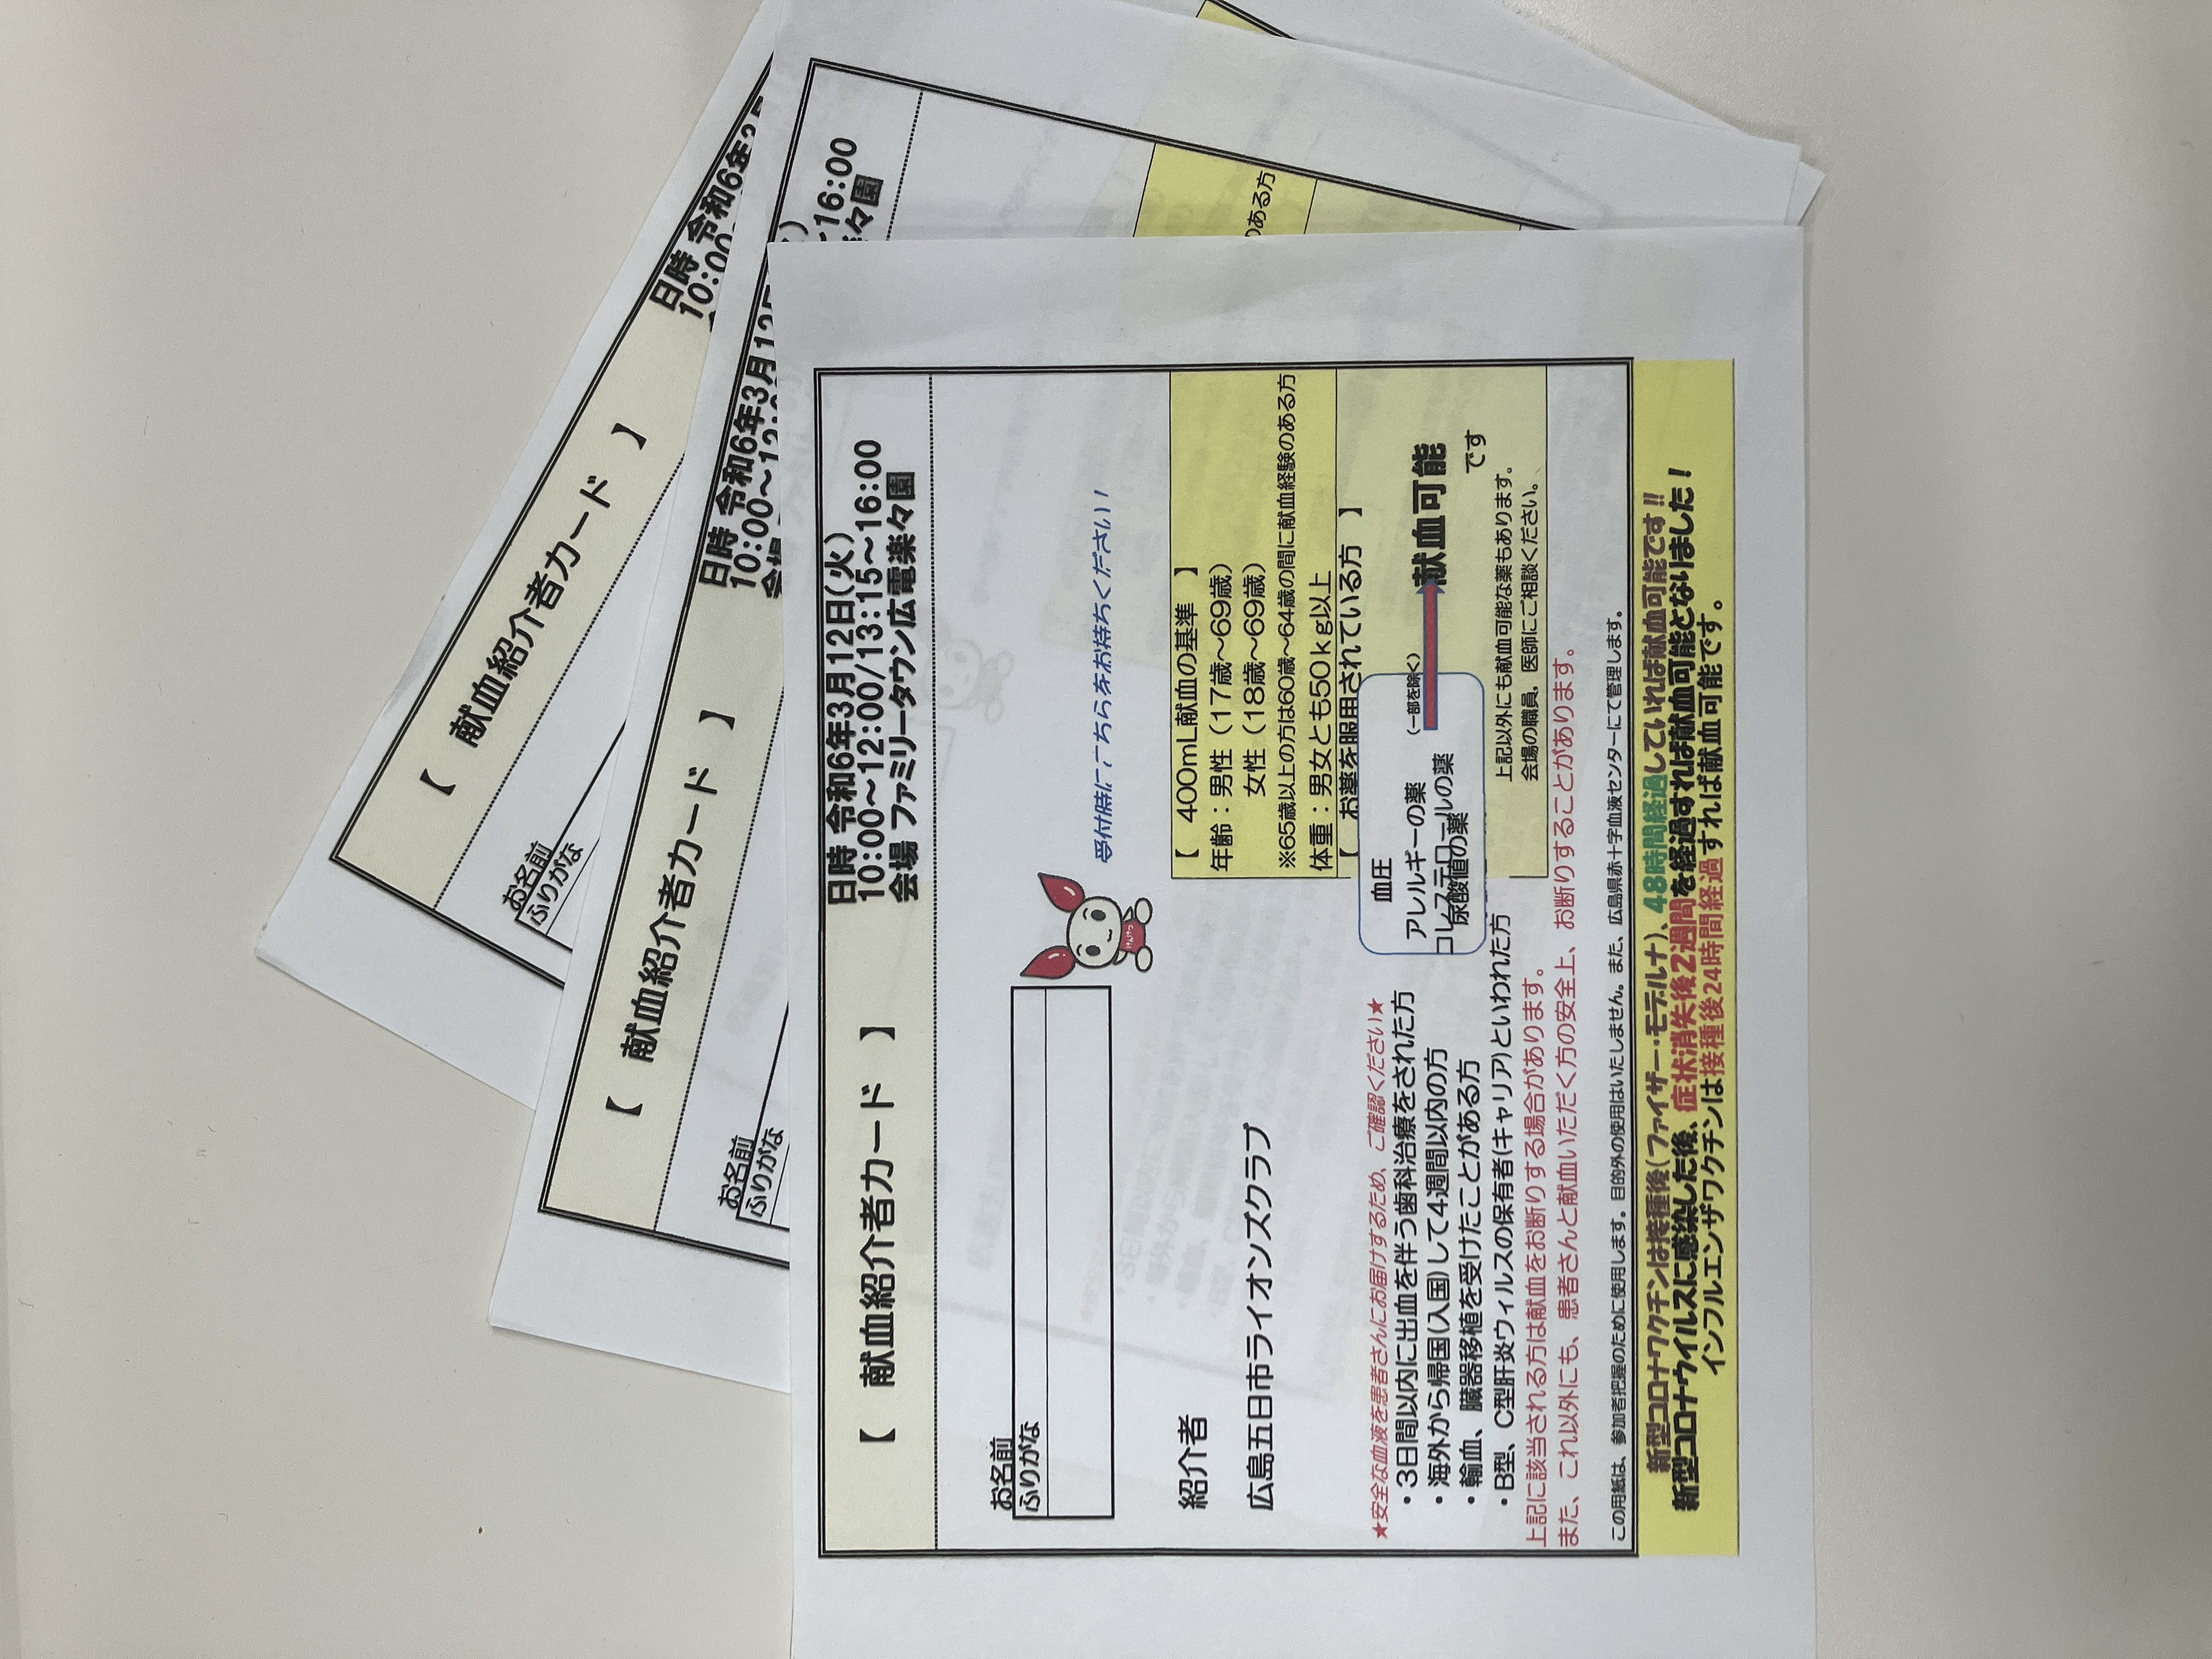 【　献血紹介者カード　】
日時 令和6年3月12日(火)
10:00～12:00/13:15～16:00
会場 ファミリータウン広電楽々園
お名前
ふりがな
受付時にこちらをお持ちください！
けんけつ
紹介者
広島五日市ライオンズクラブ
【　400mL献血の基準　】
年齢：男性（17歳～69歳）
女性（18歳～69歳）
※65歳以上の方は60歳～64歳の間に献血経験のある方
体重：男女とも50kg以上
【　お薬を服用されている方　】
血圧
アレルギーの薬
コレステロールの薬
尿酸値の薬
(一部を除く)
献血可能
です
上記以外にも献血可能な薬もあります。
会場の職員、医師にご相談ください。
★安全な血液を患者さんにお届けするため、ご確認ください★
・3日間以内に出血を伴う歯科治療をされた方
・海外から帰国(入国)して4週間以内の方
・輸血、臓器移植を受けたことがある方
・B型、C型肝炎ウィルスの保有者(キャリア)といわれた方
上記に該当される方は献血をお断りする場合があります。
また、これ以外にも、患者さんと献血いただく方の安全上、お断りすることがあります。
この用紙は、参加者把握のために使用します。目的外の使用はいたしません。また、広島県赤十字血液センターにて管理します。
新型コロナワクチンは接種後(ファイザー・モデルナ)、48時間経過していれば献血可能です!!
新型コロナウイルスに感染した後、症状消失後2週間を経過すれば献血可能となりました！
インフルエンザワクチンは接種後24時間経過すれば献血可能です。
【　献血紹介者カード　】
日時 令和6年3月12
10:00～12:
～16:00
々園
お名前
ふりがな
のある方
【　献血紹介者カード　】
日時 令和6年3月
10:00
お名前
ふりがな